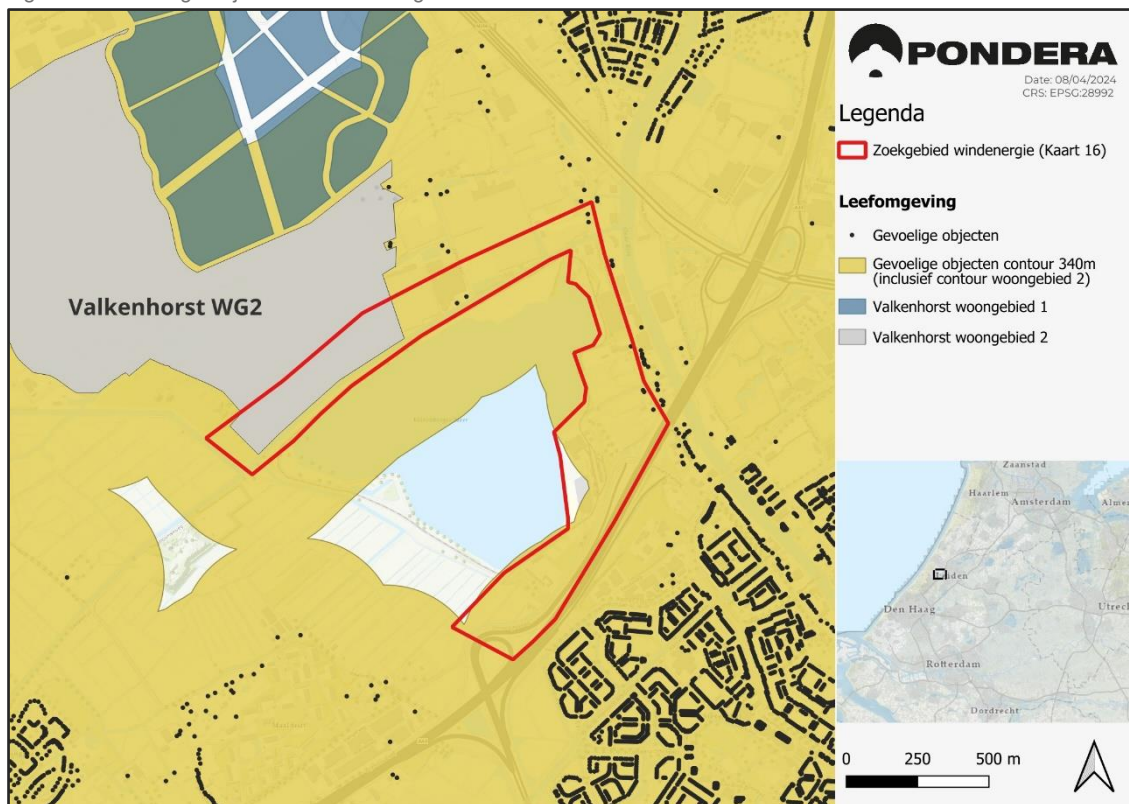 Valkenhorst WG2
PONDERA
Date: 08/04/2024
CRS: EPSG:28992
Legenda
Zoekgebied windenergie (Kaart 16)
Leefomgeving
Gevoelige objecten
Gevoelige objecten contour 340m
(inclusief contour woongebied 2)
Valkenhorst woongebied 1
Valkenhorst woongebied 2
Zaanstad
Haarlem
Amsterdam
Alme
Den Haag
Utrech
Rotterdam
Dordrecht
0 250 500 m